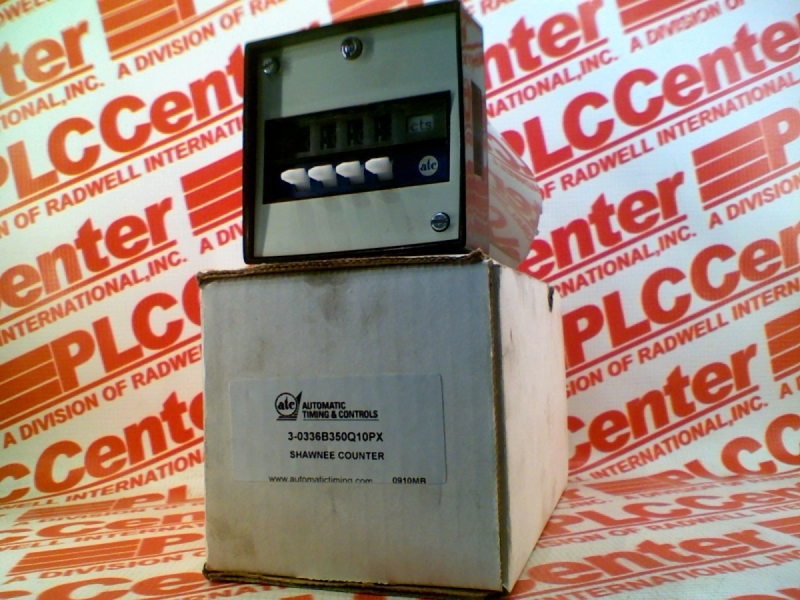 cts
atc
atc AUTOMATIC
TIMING & CONTROLS
3-0336B350Q10PX
SHAWNEE COUNTER
www.automatictiming.com 0910MB
PLCCenter
A DIVISION OF RADWELL INTERNATIONAL, INC.